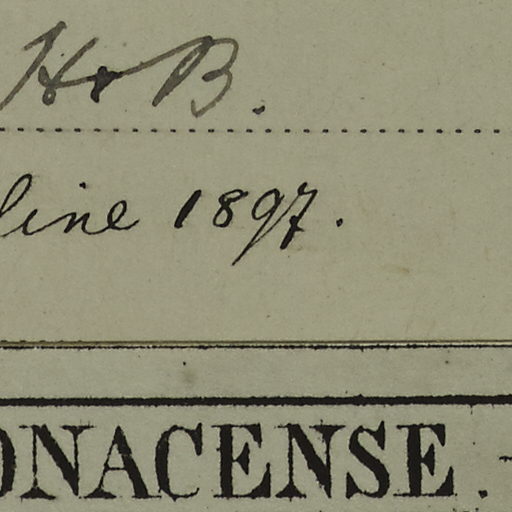 H & B.
line 1897.
ONACENSE. -